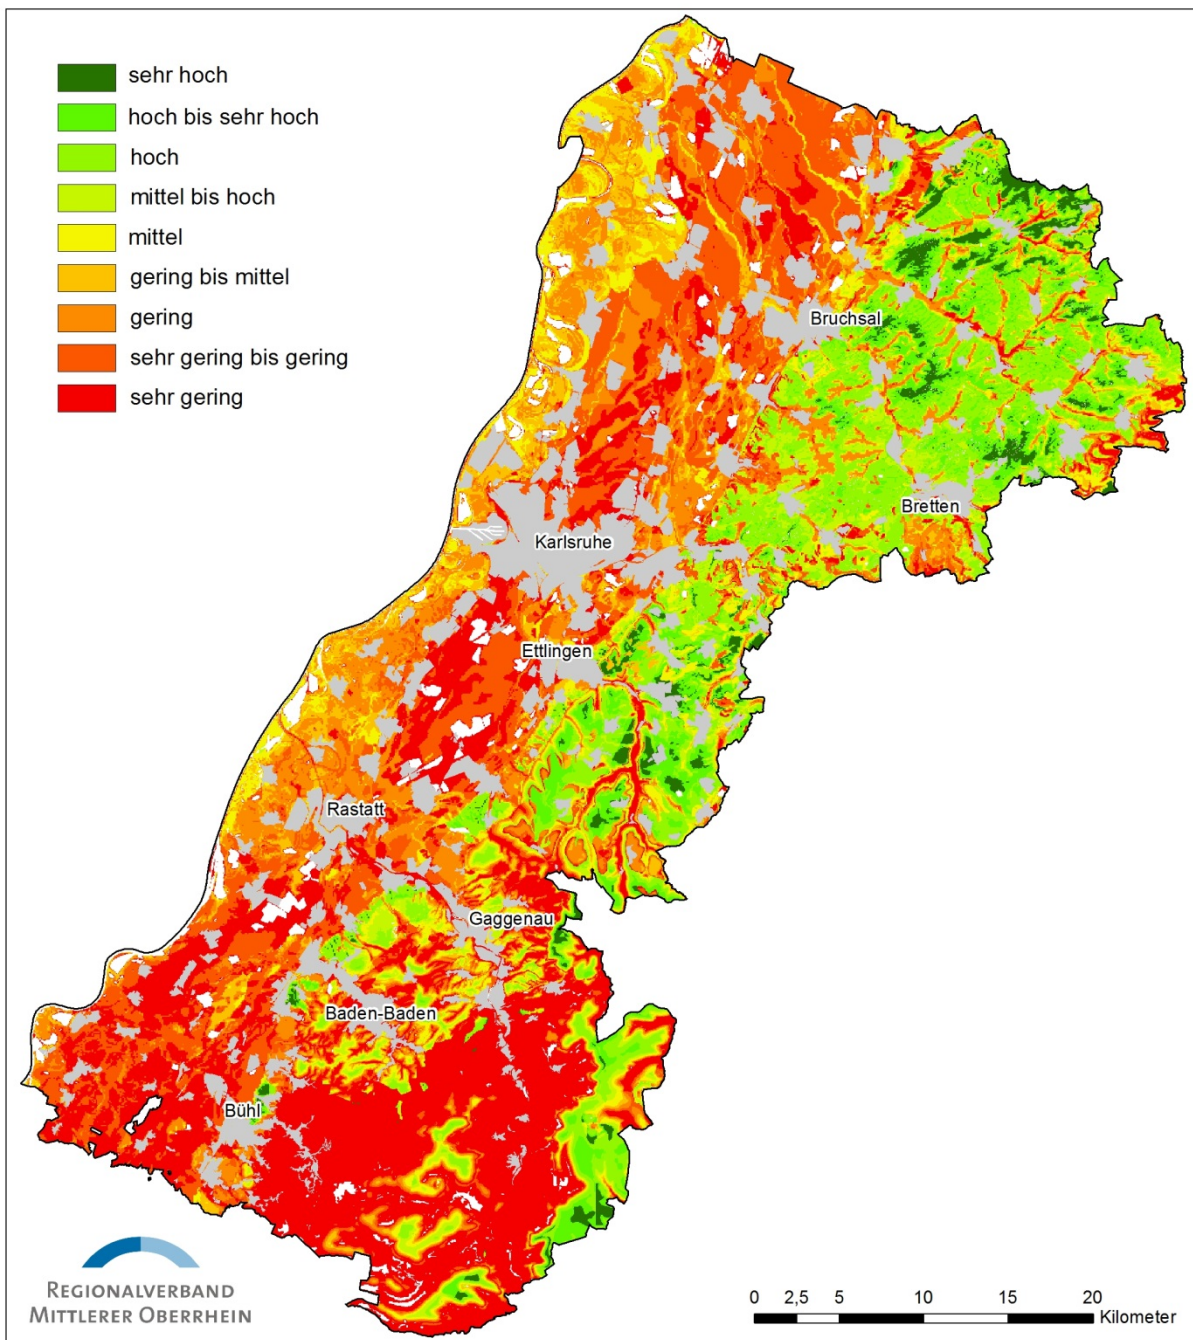 sehr hoch
hoch bis sehr hoch
hoch
mittel bis hoch
mittel
gering bis mittel
gering
sehr gering bis gering
sehr gering
Bruchsal
Bretten
Karlsruhe
Ettlingen
Rastatt
Gaggenau
Baden-Baden
Bühl
REGIONALVERBAND
MITTLERER OBERRHEIN
0 2,5 5 10 15 20
Kilometer